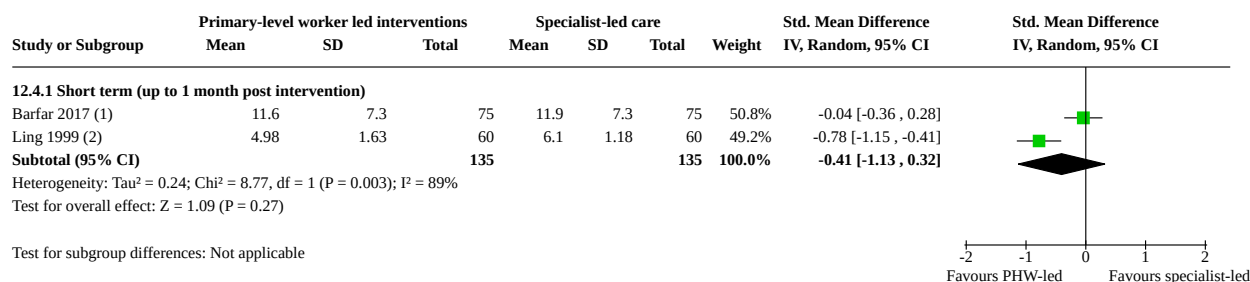 Primary-level worker led interventions Specialist-led care Std. Mean Difference Std. Mean Difference
Study or Subgroup Mean SD Total Mean SD Total Weight IV, Random, 95% CI IV, Random, 95% CI
12.4.1 Short term (up to 1 month post intervention)
Barfar 2017 (1) 11.6 7.3 75 11.9 7.3 75 50.8% -0.04 [-0.36 , 0.28]
Ling 1999 (2) 4.98 1.63 60 6.1 1.18 60 49.2% -0.78 [-1.15 , -0.41]
Subtotal (95% CI) 135 135 100.0% -0.41 [-1.13 , 0.32]
Heterogeneity: Tau² = 0.24; Chi² = 8.77, df = 1 (P = 0.003); I² = 89%
Test for overall effect: Z = 1.09 (P = 0.27)
Test for subgroup differences: Not applicable
-2 -1 0 1 2
Favours PHW-led Favours specialist-led